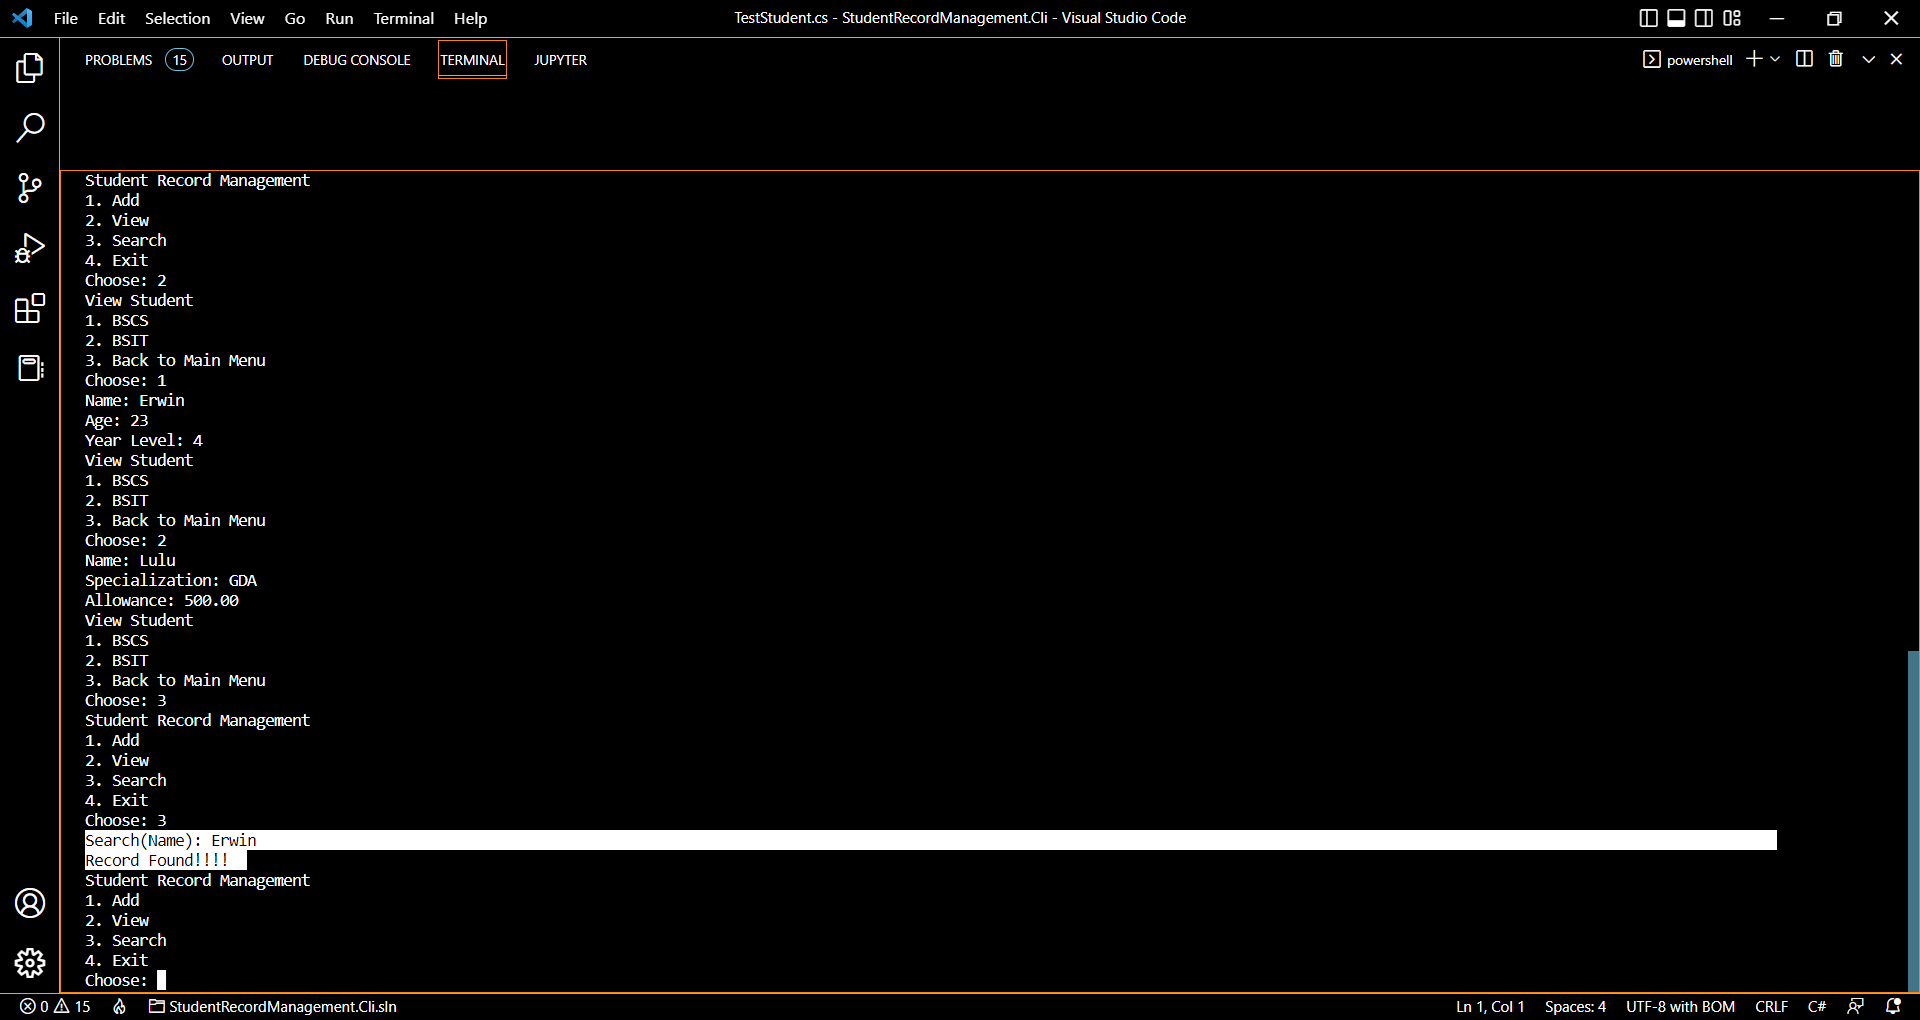 File Edit Selection View Go Run Terminal Help TestStudent.cs - StudentRecordManagement.Cli - Visual Studio Code
PROBLEMS 15 OUTPUT DEBUG CONSOLE TERMINAL JUPYTER powershell
Student Record Management
1. Add
2. View
3. Search
4. Exit
Choose: 2
View Student
1. BSCS
2. BSIT
3. Back to Main Menu
Choose: 1
Name: Erwin
Age: 23
Year Level: 4
View Student
1. BSCS
2. BSIT
3. Back to Main Menu
Choose: 2
Name: Lulu
Specialization: GDA
Allowance: 500.00
View Student
1. BSCS
2. BSIT
3. Back to Main Menu
Choose: 3
Student Record Management
1. Add
2. View
3. Search
4. Exit
Choose: 3
Search(Name): Erwin
Record Found!!!!
Student Record Management
1. Add
2. View
3. Search
4. Exit
Choose:
0 15 StudentRecordManagement.Cli.sln Ln 1, Col 1 Spaces: 4 UTF-8 with BOM CRLF C#